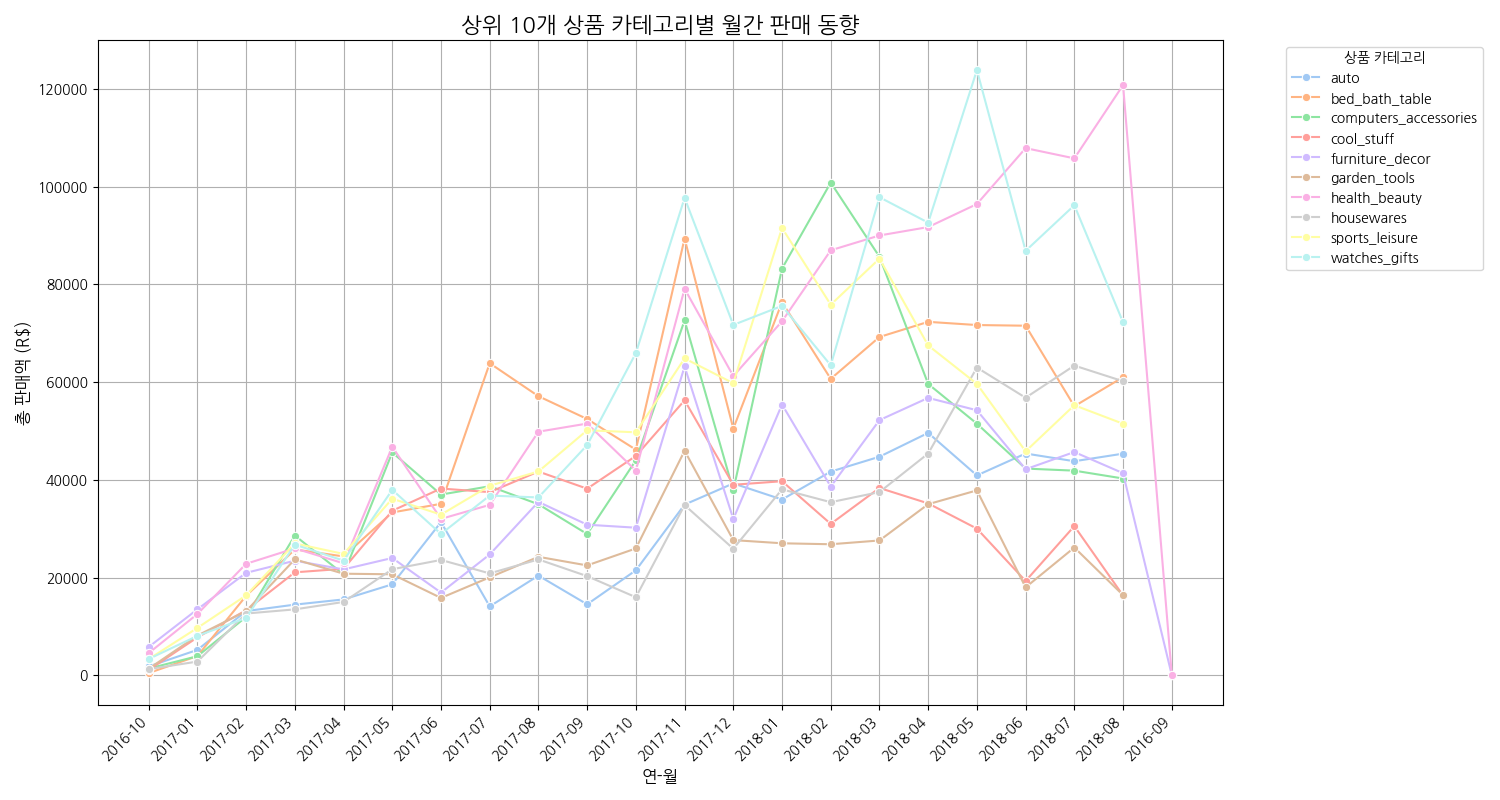 상위 10개 상품 카테고리별 월간 판매 동향
총 판매액 (R$)
120000
100000
80000
60000
40000
20000
0
2016-10
2017-01
2017-02
2017-03
2017-04
2017-05
2017-06
2017-07
2017-08
2017-09
2017-10
2017-11
2017-12
2018-01
2018-02
2018-03
2018-04
2018-05
2018-06
2018-07
2018-08
2016-09
연-월
상품 카테고리
auto
bed_bath_table
computers_accessories
cool_stuff
furniture_decor
garden_tools
health_beauty
housewares
sports_leisure
watches_gifts